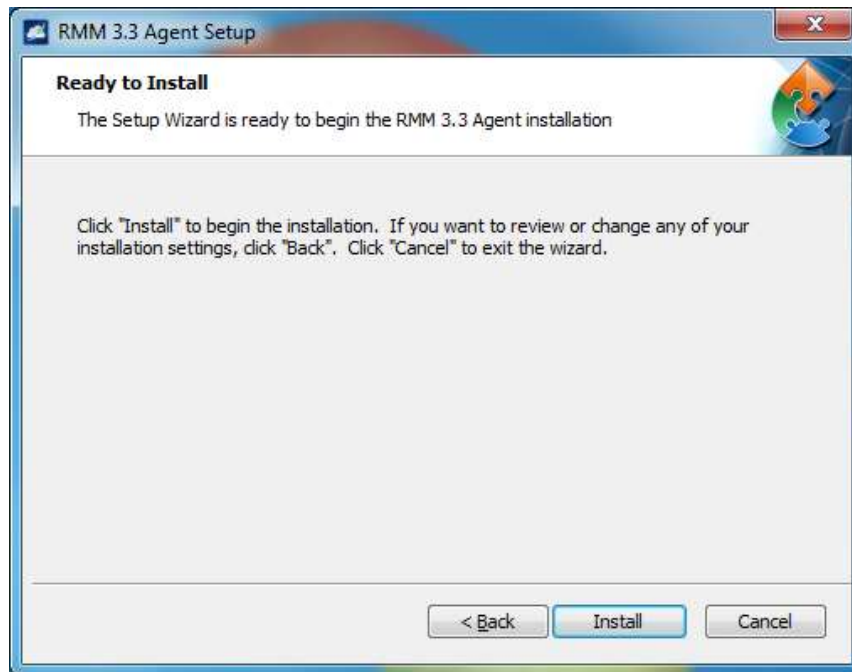 RMM 3.3 Agent Setup
Ready to Install
The Setup Wizard is ready to begin the RMM 3.3 Agent installation
Click "Install" to begin the installation. If you want to review or change any of your
installation settings, click "Back". Click "Cancel" to exit the wizard.
< Back Install Cancel